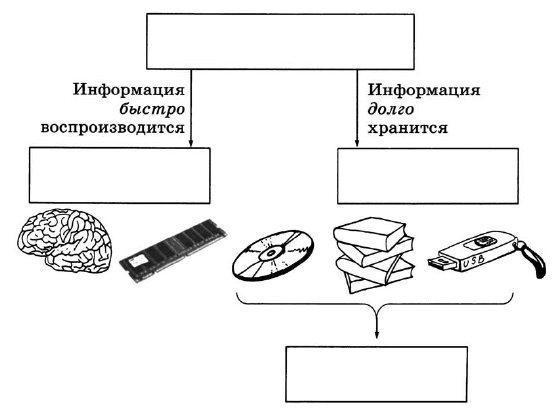 Информация
быстро
воспроизводится
Информация
долго
хранится
USB